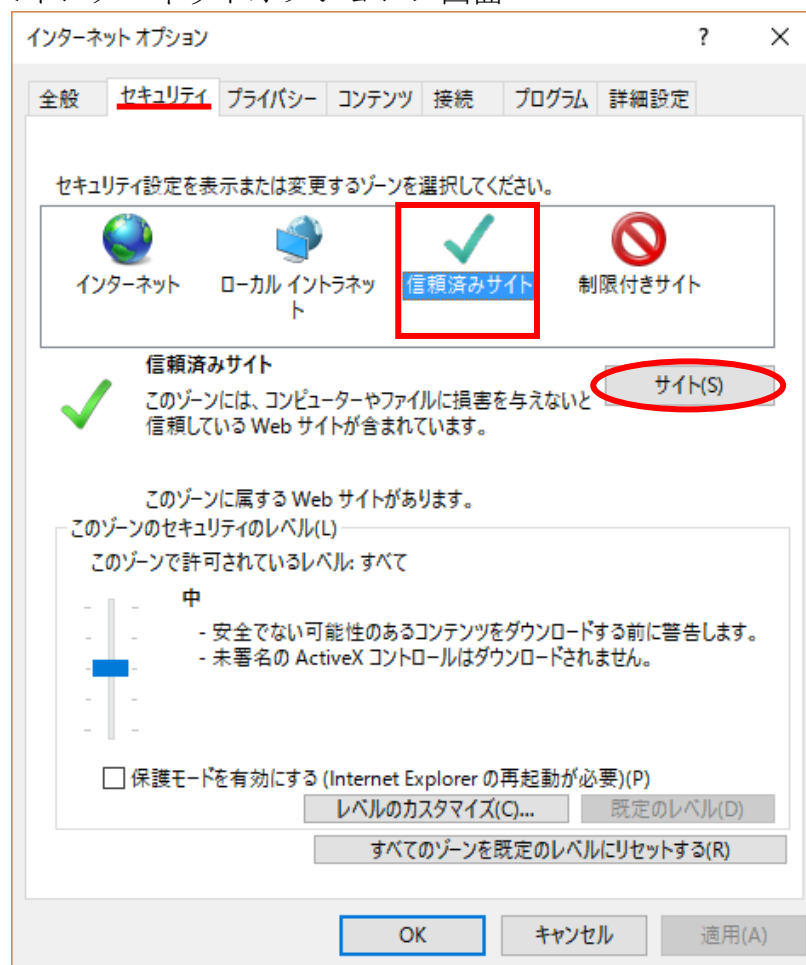 インターネット オプション ? ×
全般 セキュリティ プライバシー コンテンツ 接続 プログラム 詳細設定
セキュリティ設定を表示または変更するゾーンを選択してください。
インターネット ローカル イントラネット 信頼済みサイト 制限付きサイト
信頼済みサイト
サイト(S)
このゾーンには、コンピューターやファイルに損害を与えないと
信頼している Web サイトが含まれています。
このゾーンに属する Web サイトがあります。
このゾーンのセキュリティのレベル(L)
このゾーンで許可されているレベル: すべて
中
- 安全でない可能性のあるコンテンツをダウンロードする前に警告します。
- 未署名の ActiveX コントロールはダウンロードされません。
保護モードを有効にする (Internet Explorer の再起動が必要)(P)
レベルのカスタマイズ(C)... 既定のレベル(D)
すべてのゾーンを既定のレベルにリセットする(R)
OK キャンセル 適用(A)